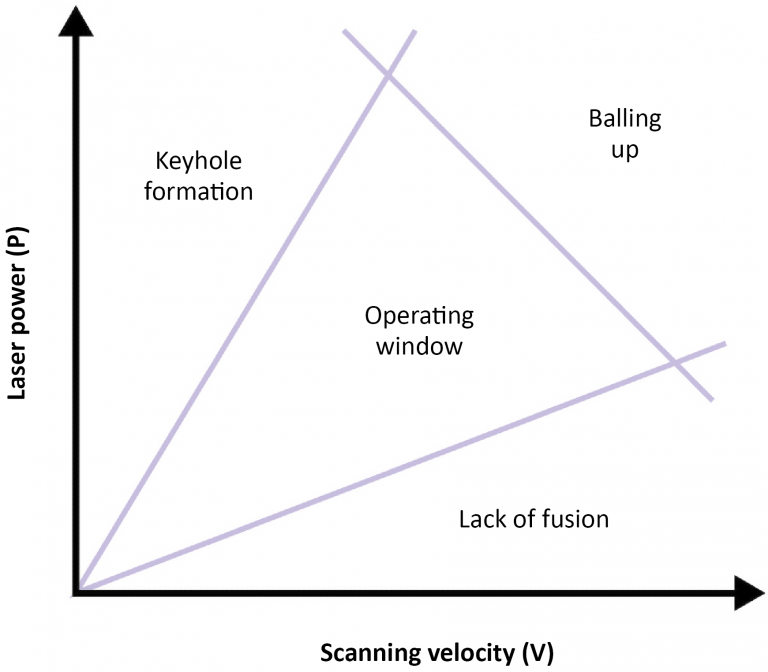 Balling
up
Keyhole
formation
Operating
window
Lack of fusion
Laser power (P)
Scanning velocity (V)